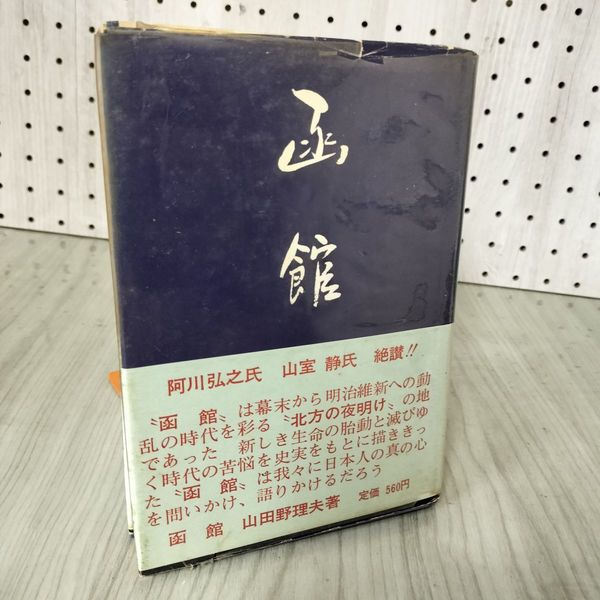 函館
阿川弘之氏 山室 静氏 絶讃!!
〝函 館〟は幕末から明治維新への動
乱の時代を彩る〝北方の夜明け〟の地
であった 新しき生命の胎動と滅びゆ
く時代の苦悩を史実をもとに描ききっ
た〝函 館〟は我々に日本人の真の心
を問いかけ、語りかけるだろう
函 館 山田野理夫著 定価 560円